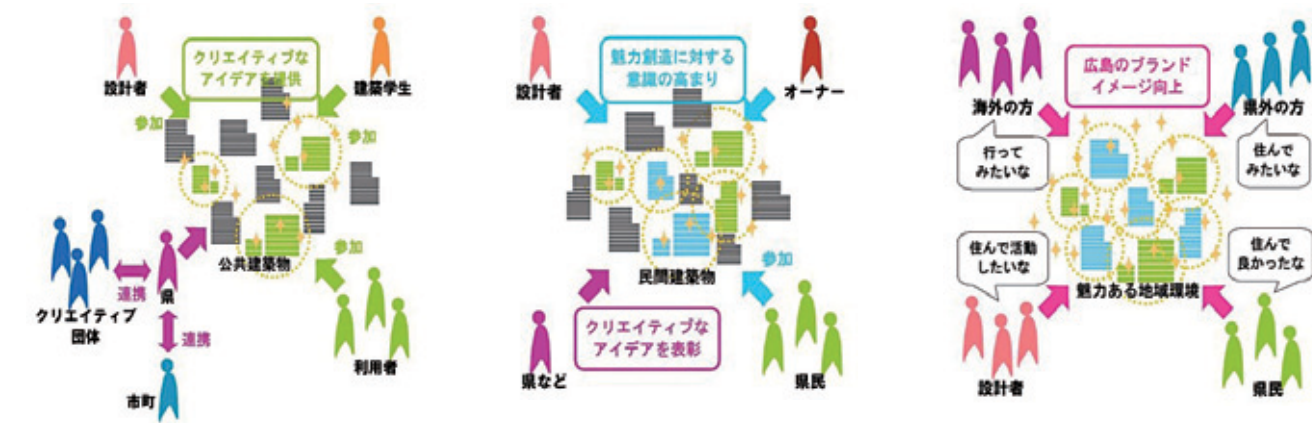 クリエイティブな
アイデアを提供
設計者
建築学生
参加
参加
公共建築物
参加
連携
県
クリエイティブ
団体
連携
利用者
市町
魅力創造に対する
意識の高まり
設計者
オーナー
民間建築物
参加
クリエイティブな
アイデアを表彰
県など
県民
広島のブランド
イメージ向上
海外の方
県外の方
行って
みたいな
住んで
みたいな
住んで活動
したいな
住んで
良かったな
魅力ある地域環境
設計者
県民